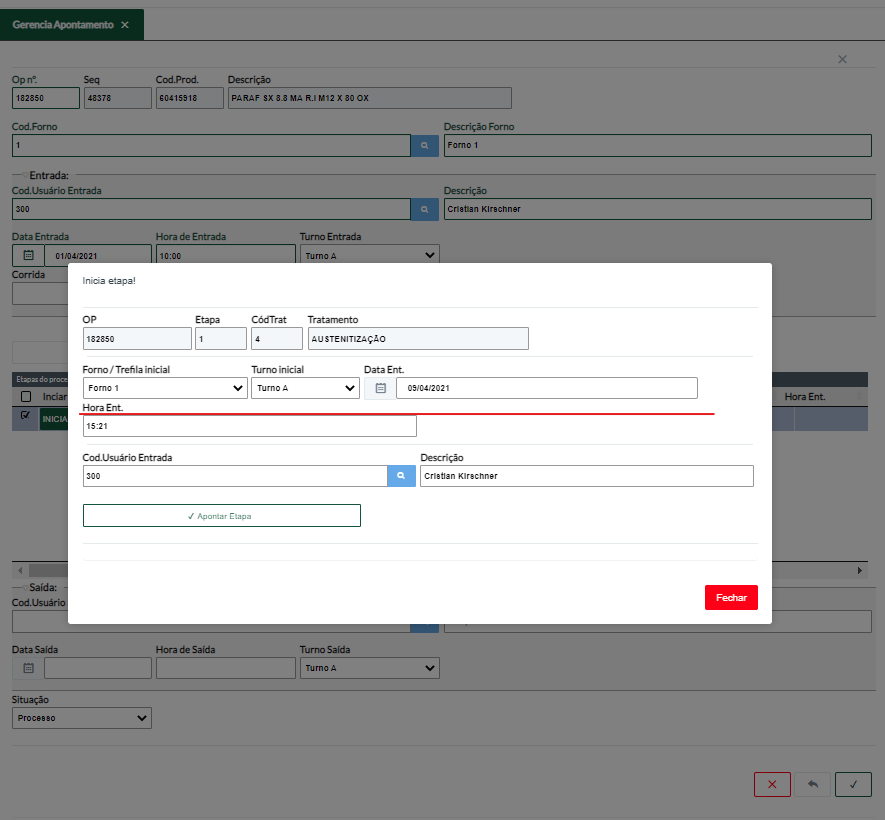 Gerencia Apontamento ×
Op nº. Seq Cod.Prod. Descrição
182850 48378 60415918 PARAF SX 8.8 MA R.I M12 X 80 OX
Cod.Forno Descrição Forno
1 Forno 1
Entrada:
Cod.Usuário Entrada Descrição
300 Cristian Kirschner
Data Entrada Hora de Entrada Turno Entrada
01/04/2021 10:00 Turno A
Corrida
Inicia etapa!
OP Etapa CódTrat Tratamento
182850 1 4 AUSTENITIZAÇÃO
Forno / Trefila inicial Turno inicial Data Ent.
Forno 1 Turno A 09/04/2021
Hora Ent.
15:21
Cod.Usuário Entrada Descrição
300 Cristian Kirschner
✓ Apontar Etapa
Fechar
Etapas do proce
Inciar Hora Ent.
INICIA
Saída:
Cod.Usuário
Data Saída Hora de Saída Turno Saída
Turno A
Situação
Processo